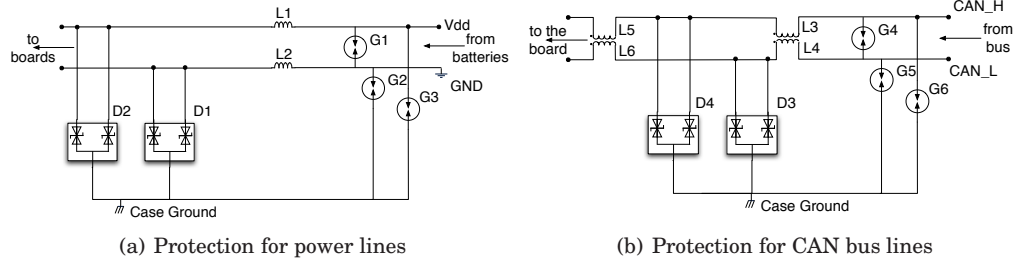 L1
Vdd
G1
to
boards
from
batteries
L2
G2
GND
G3
D2
D1
Case Ground
(a) Protection for power lines
CAN_H
L5
L3
G4
to the
board
from
bus
L6
L4
G5
CAN_L
G6
D4
D3
Case Ground
(b) Protection for CAN bus lines